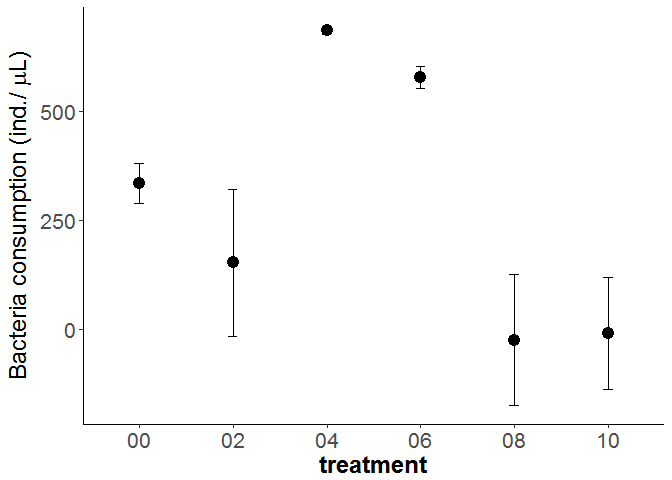 Bacteria consumption (ind./ μL)
500
250
0
00 02 04 06 08 10
treatment